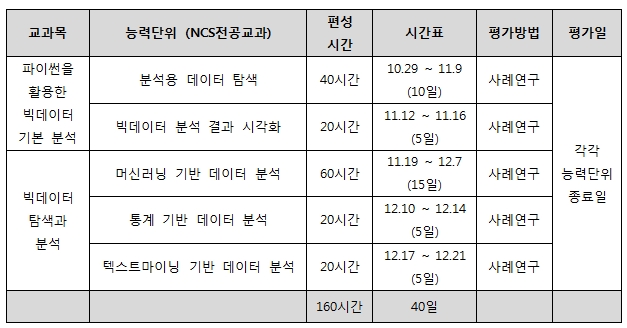 교과목 능력단위 (NCS전공교과) 편성 시간 시간표 평가방법 평가일
파이썬을
활용한
빅데이터
기본 분석
분석용 데이터 탐색 40시간 10.29 ~ 11.9
(10일)
사례연구
빅데이터 분석 결과 시각화 20시간 11.12 ~ 11.16
(5일)
사례연구
빅데이터
탐색과
분석
머신러닝 기반 데이터 분석 60시간 11.19 ~ 12.7
(15일)
사례연구
통계 기반 데이터 분석 20시간 12.10 ~ 12.14
(5일)
사례연구
텍스트마이닝 기반 데이터 분석 20시간 12.17 ~ 12.21
(5일)
사례연구
각각
능력단위
종료일
160시간 40일